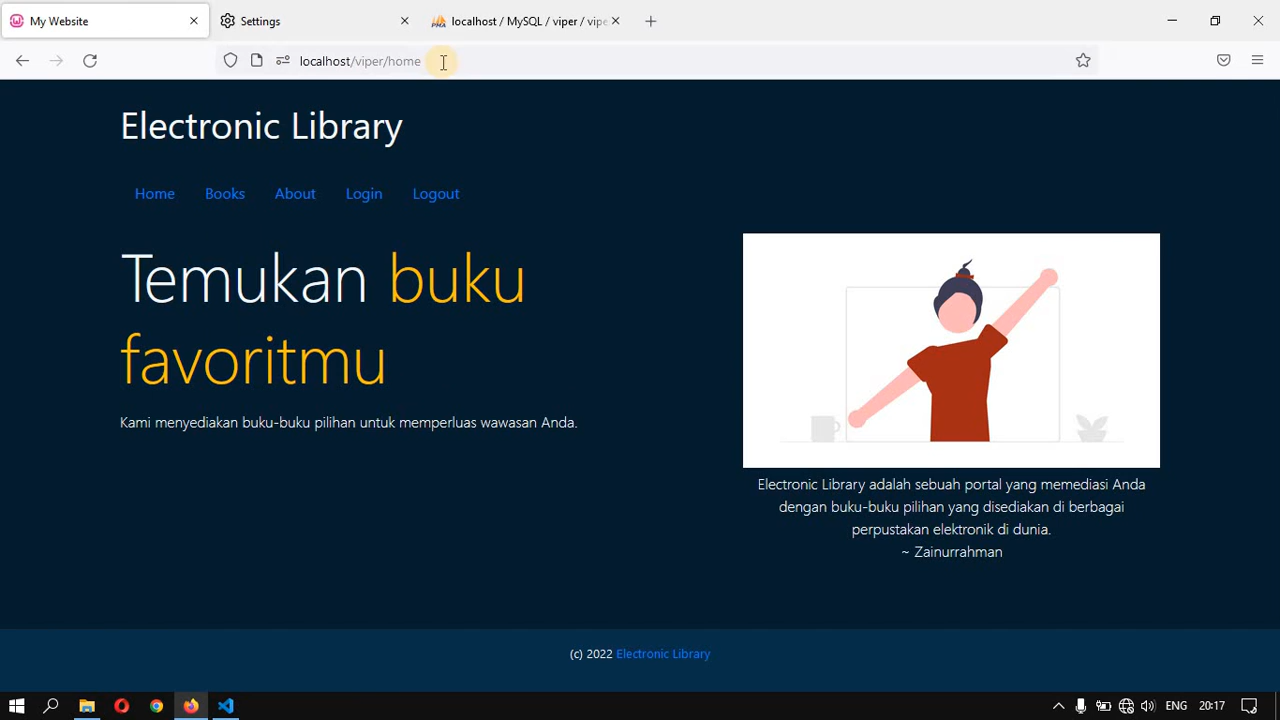 My Website
Settings
localhost / MySQL / viper / vipe
localhost/viper/home
Electronic Library
Home Books About Login Logout
Temukan buku
favoritmu
Kami menyediakan buku-buku pilihan untuk memperluas wawasan Anda.
Electronic Library adalah sebuah portal yang memediasi Anda
dengan buku-buku pilihan yang disediakan di berbagai
perpustakan elektronik di dunia.
~ Zainurrahman
(c) 2022 Electronic Library
ENG 20:17